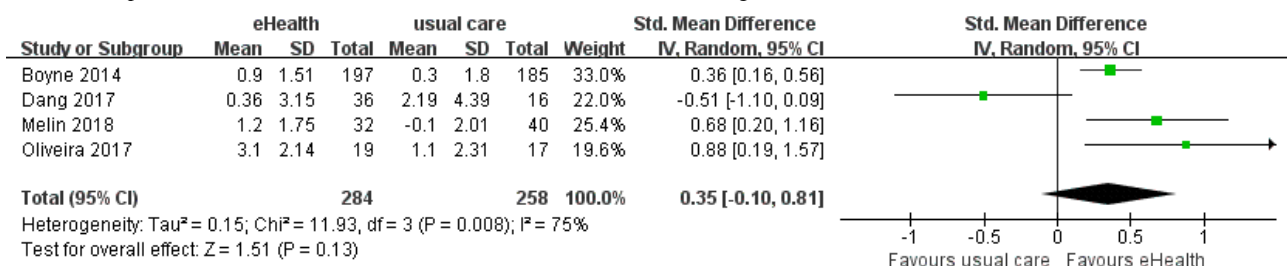 eHealth usual care Std. Mean Difference Std. Mean Difference
Study or Subgroup Mean SD Total Mean SD Total Weight IV, Random, 95% CI IV, Random, 95% CI
Boyne 2014 0.9 1.51 197 0.3 1.8 185 33.0% 0.36 [0.16, 0.56]
Dang 2017 0.36 3.15 36 2.19 4.39 16 22.0% -0.51 [-1.10, 0.09]
Melin 2018 1.2 1.75 32 -0.1 2.01 40 25.4% 0.68 [0.20, 1.16]
Oliveira 2017 3.1 2.14 19 1.1 2.31 17 19.6% 0.88 [0.19, 1.57]
Total (95% CI) 284 258 100.0% 0.35 [-0.10, 0.81]
Heterogeneity: Tau² = 0.15; Chi² = 11.93, df = 3 (P = 0.008); I² = 75%
Test for overall effect: Z = 1.51 (P = 0.13)
-1 -0.5 0 0.5 1
Favours usual care Favours eHealth